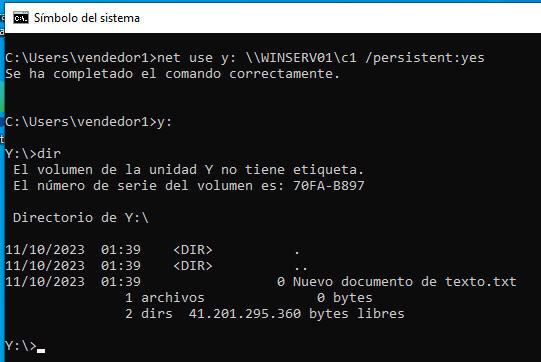 Símbolo del sistema
C:\Users\vendedor1>net use y: \\WINSERV01\c1 /persistent:yes
Se ha completado el comando correctamente.
C:\Users\vendedor1>y:
Y:\>dir
El volumen de la unidad Y no tiene etiqueta.
El número de serie del volumen es: 70FA-B897
Directorio de Y:\
11/10/2023  01:39    <DIR>          .
11/10/2023  01:39    <DIR>          ..
11/10/2023  01:39                 0 Nuevo documento de texto.txt
1 archivos              0 bytes
2 dirs  41.201.295.360 bytes libres
Y:\>